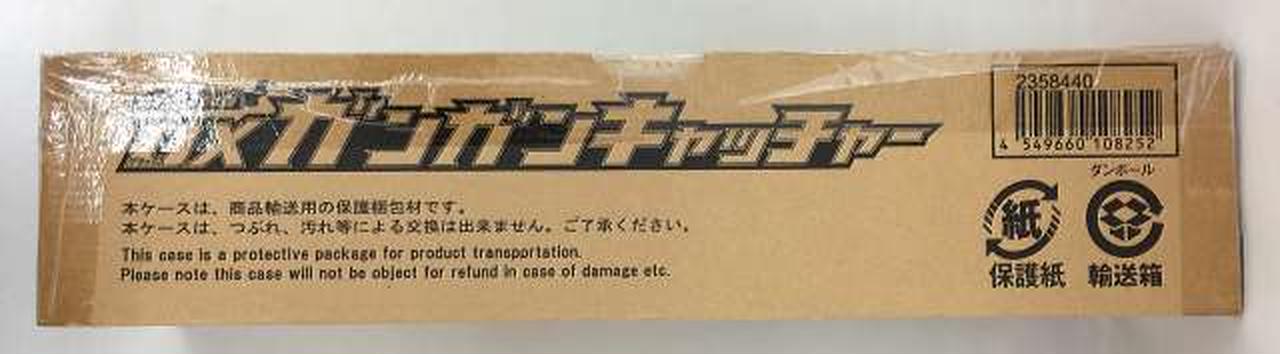 DXガンガンキャッチャー
本ケースは、商品輸送用の保護梱包材です。
本ケースは、つぶれ、汚れ等による交換は出来ません。ご了承ください。
This case is a protective package for product transportation.
Please note this case will not be object for refund in case of damage etc.
2358440
4 549660 108252
ダンボール
紙
保護紙
輸送箱